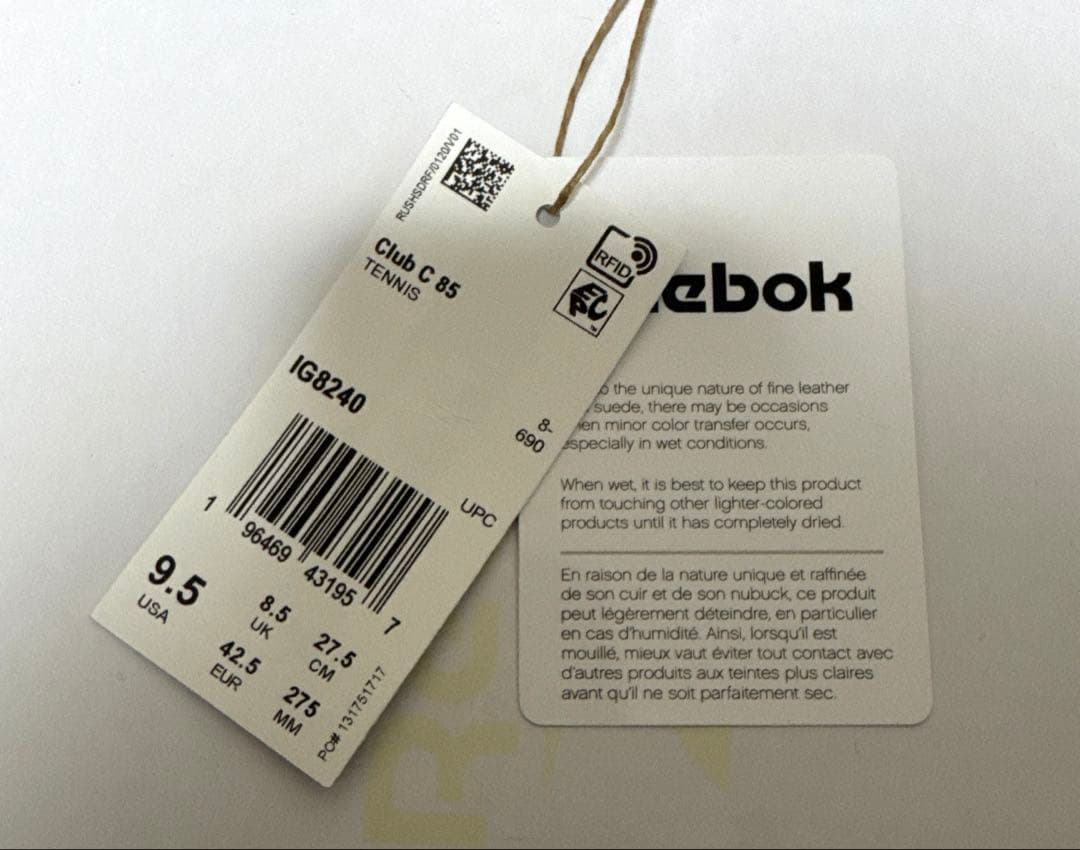 RUSHSDRF/0120/V01
Club C 85
TENNIS
RFID
EPC
TM
IG8240
8-
690
UPC
1 96469 43195 7
9.5
USA
8.5
UK
27.5
CM
42.5
EUR
275
MM
PO# 131751717
ebok
the unique nature of fine leather
suede, there may be occasions
minor color transfer occurs,
especially in wet conditions.
When wet, it is best to keep this product
from touching other lighter-colored
products until it has completely dried.
En raison de la nature unique et raffinée
de son cuir et de son nubuck, ce produit
peut légèrement déteindre, en particulier
en cas d'humidité. Ainsi, lorsqu'il est
mouillé, mieux vaut éviter tout contact avec
d'autres produits aux teintes plus claires
avant qu'il ne soit parfaitement sec.